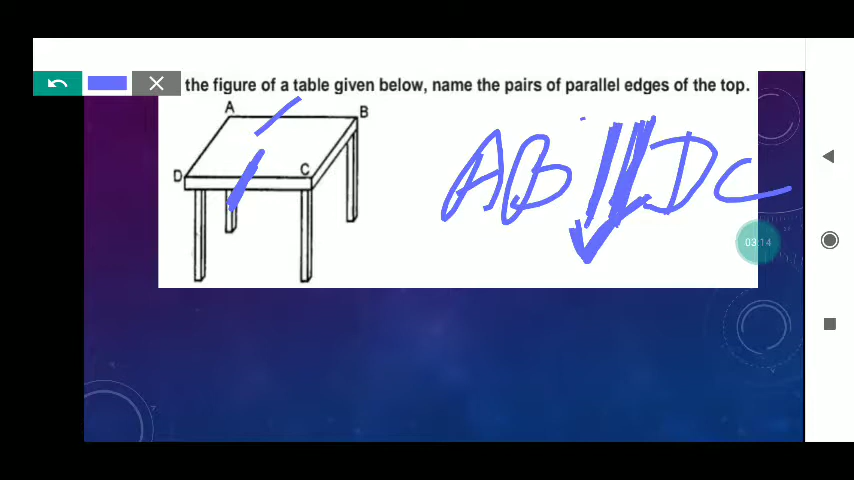 the figure of a table given below, name the pairs of parallel edges of the top.
A
B
AB || DC
D
C
03:14